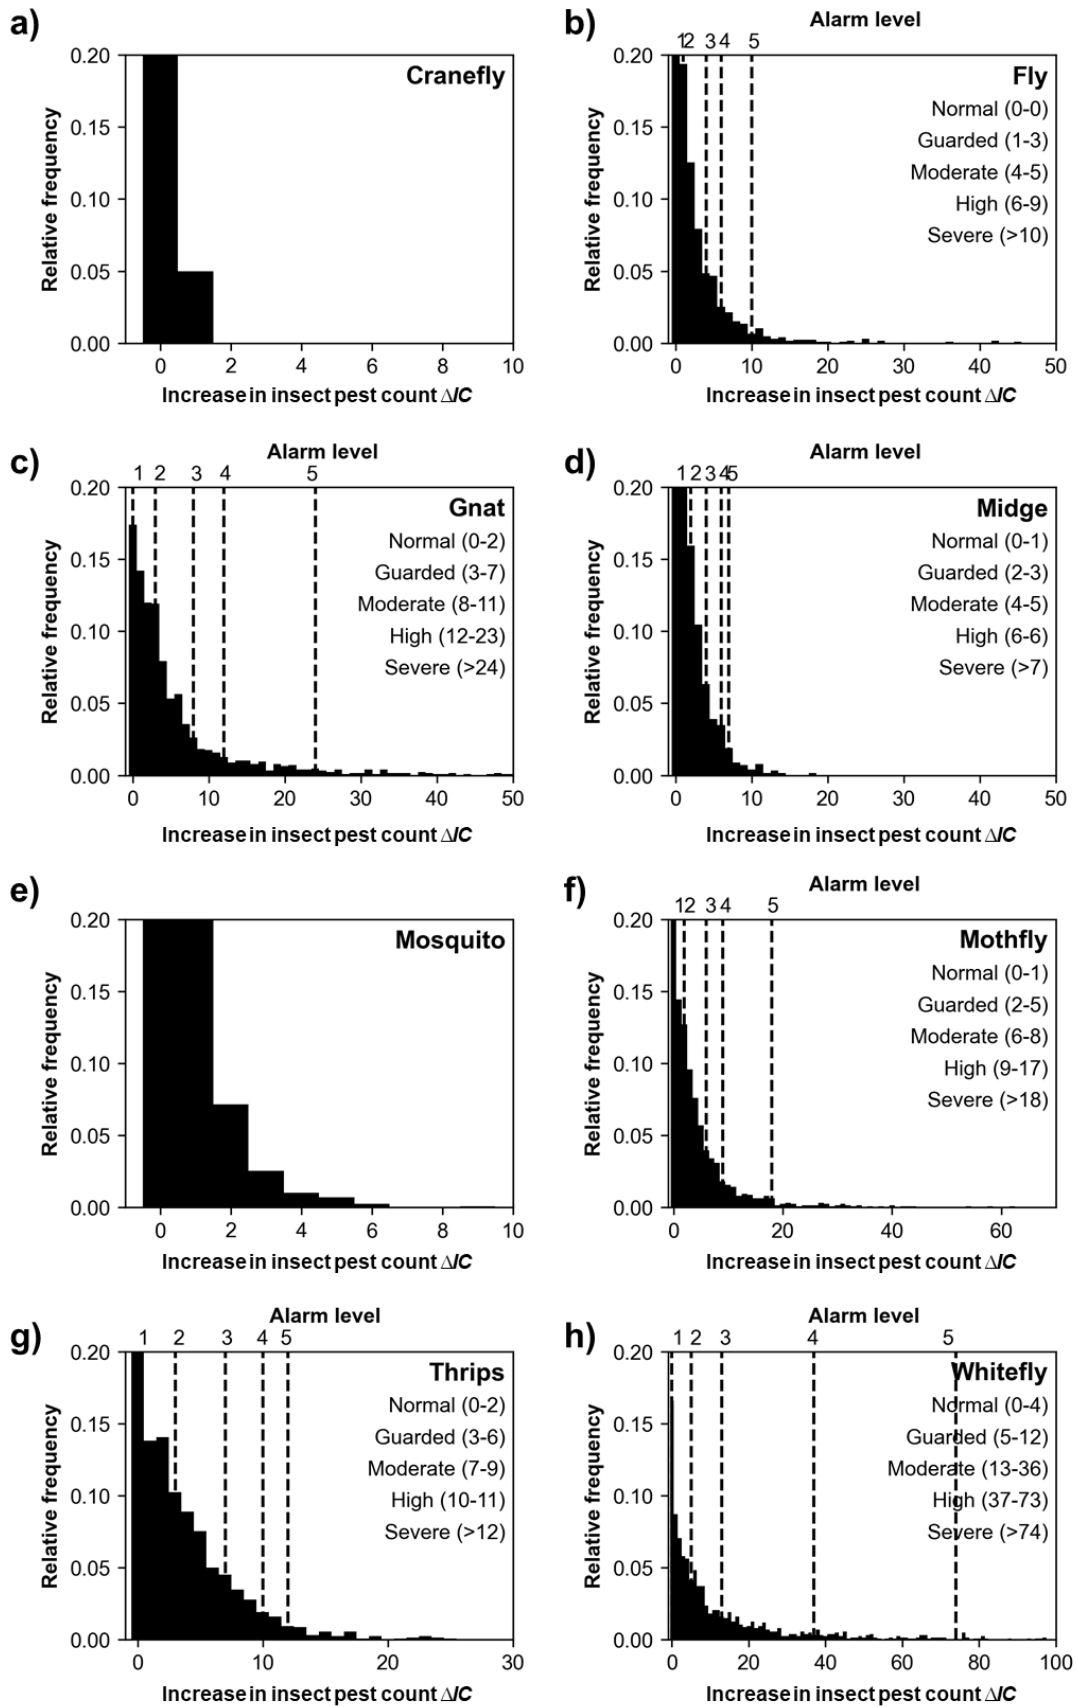 a)
Cranefly
Relative frequency
0.20
0.15
0.10
0.05
0.00
0 2 4 6 8 10
Increase in insect pest count ΔIC
b)
Alarm level
1 2 3 4 5
Fly
Normal (0-0)
Guarded (1-3)
Moderate (4-5)
High (6-9)
Severe (>10)
Relative frequency
0.20
0.15
0.10
0.05
0.00
0 10 20 30 40 50
Increase in insect pest count ΔIC
c)
Alarm level
1 2 3 4 5
Gnat
Normal (0-2)
Guarded (3-7)
Moderate (8-11)
High (12-23)
Severe (>24)
Relative frequency
0.20
0.15
0.10
0.05
0.00
0 10 20 30 40 50
Increase in insect pest count ΔIC
d)
Alarm level
1 2 3 4 5
Midge
Normal (0-1)
Guarded (2-3)
Moderate (4-5)
High (6-6)
Severe (>7)
Relative frequency
0.20
0.15
0.10
0.05
0.00
0 10 20 30 40 50
Increase in insect pest count ΔIC
e)
Mosquito
Relative frequency
0.20
0.15
0.10
0.05
0.00
0 2 4 6 8 10
Increase in insect pest count ΔIC
f)
Alarm level
1 2 3 4 5
Mothfly
Normal (0-1)
Guarded (2-5)
Moderate (6-8)
High (9-17)
Severe (>18)
Relative frequency
0.20
0.15
0.10
0.05
0.00
0 20 40 60
Increase in insect pest count ΔIC
g)
Alarm level
1 2 3 4 5
Thrips
Normal (0-2)
Guarded (3-6)
Moderate (7-9)
High (10-11)
Severe (>12)
Relative frequency
0.20
0.15
0.10
0.05
0.00
0 10 20 30
Increase in insect pest count ΔIC
h)
Alarm level
1 2 3 4 5
Whitefly
Normal (0-4)
Guarded (5-12)
Moderate (13-36)
High (37-73)
Severe (>74)
Relative frequency
0.20
0.15
0.10
0.05
0.00
0 20 40 60 80 100
Increase in insect pest count ΔIC